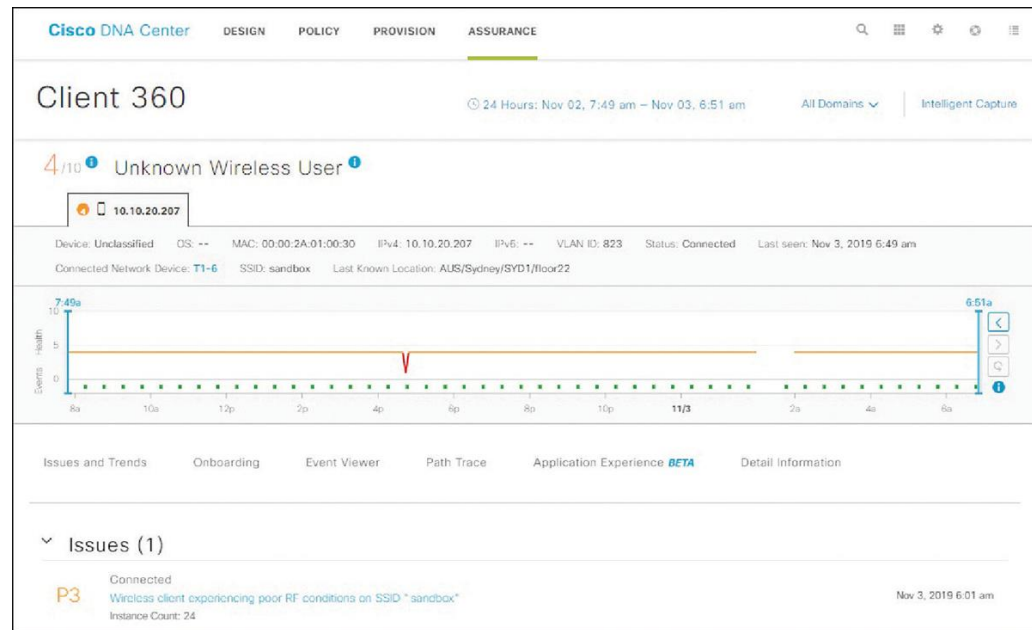 Cisco DNA Center DESIGN POLICY PROVISION ASSURANCE
Client 360 24 Hours: Nov 02, 7:49 am – Nov 03, 6:51 am All Domains Intelligent Capture
4/10 Unknown Wireless User
4 10.10.20.207
Device: Unclassified OS: -- MAC: 00:00:2A:01:00:30 IPv4: 10.10.20.207 IPv6: -- VLAN ID: 823 Status: Connected Last seen: Nov 3, 2019 6:49 am
Connected Network Device: T1-6 SSID: sandbox Last Known Location: AUS/Sydney/SYD1/floor22
7:49a 6:51a
10
5
0
Health
Events
8a 10a 12p 2p 4p 6p 8p 10p 11/3 2a 4a 6a
Issues and Trends Onboarding Event Viewer Path Trace Application Experience BETA Detail Information
Issues (1)
P3
Connected
Wireless client experiencing poor RF conditions on SSID " sandbox"
Instance Count: 24
Nov 3, 2019 6:01 am